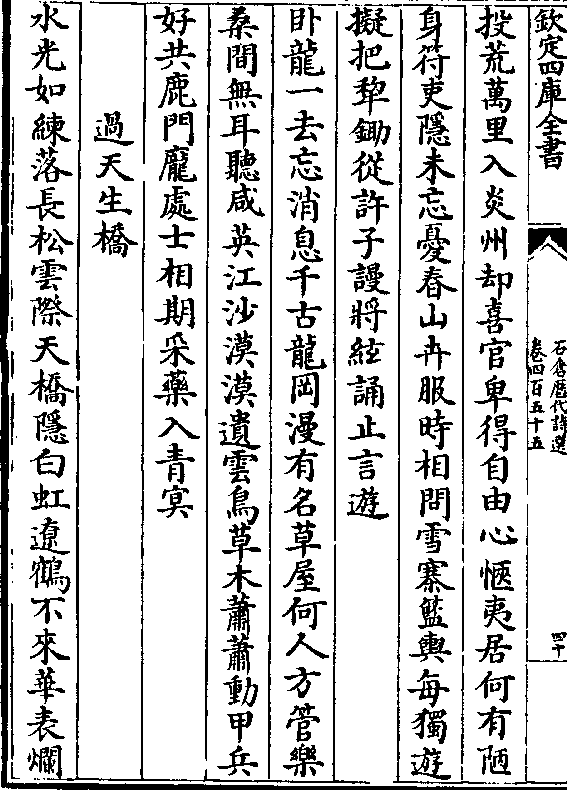 欽定四庫全書
石倉歷代詩選
卷四百五十五
四十
投荒萬里入炎州却喜官卑得自由心愜夷居何有陋
身符吏隱未忘憂春山卉服時相問雪寨籃輿每獨遊
擬把犂鋤從許子謾將絃誦止言遊
卧龍一去忘消息千古龍岡漫有名草屋何人方管樂
桑間無耳聽咸英江沙漠漠遺雲鳥草木蕭蕭動甲兵
好共鹿門龐處士相期采藥入青冥
過天生橋
水光如練落長松雲際天橋隱白虹遼鶴不來華表爛